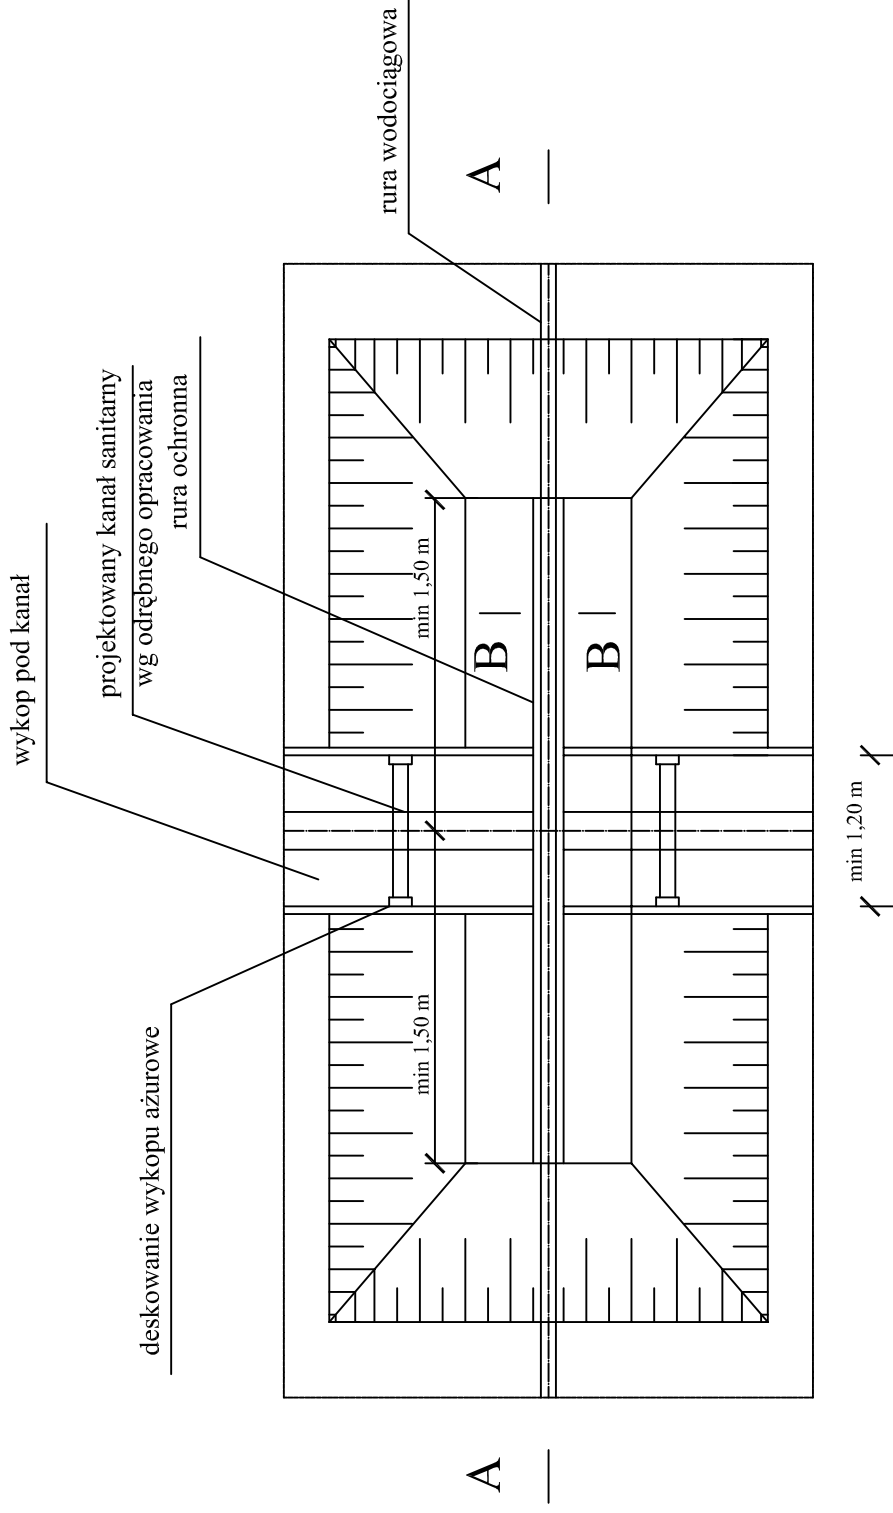 wykop pod kanał
projektowany kanał sanitarny
wg odrębnego opracowania
rura ochronna
rura wodociągowa
deskowanie wykopu ażurowe
min 1,50 m
min 1,50 m
A
A
B
B
min 1,20 m